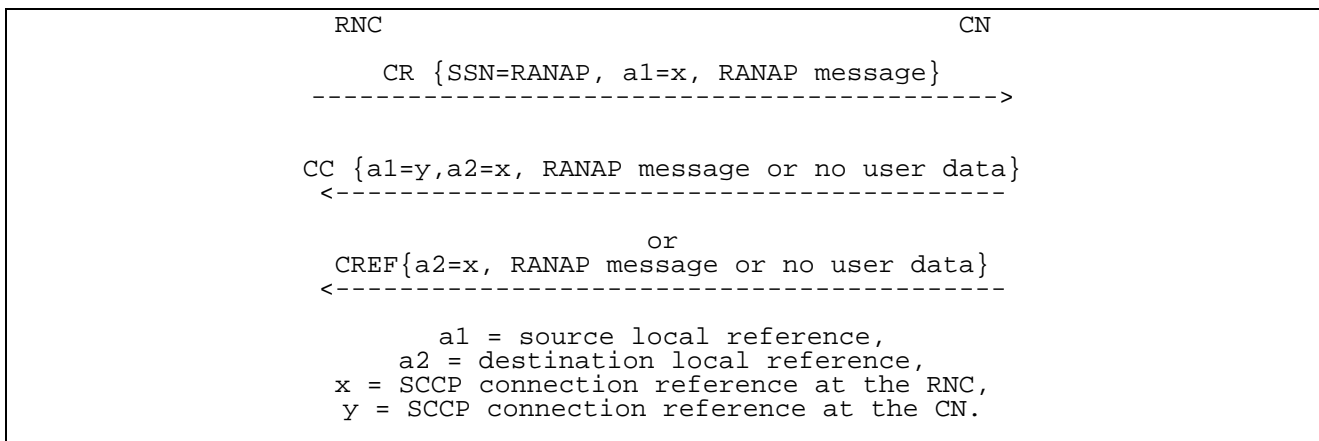 RNC CN
CR {SSN=RANAP, a1=x, RANAP message}
------------------------------------------->
CC {a1=y,a2=x, RANAP message or no user data}
<------------------------------------------
or
CREF{a2=x, RANAP message or no user data}
<------------------------------------------
a1 = source local reference,
a2 = destination local reference,
x = SCCP connection reference at the RNC,
y = SCCP connection reference at the CN.